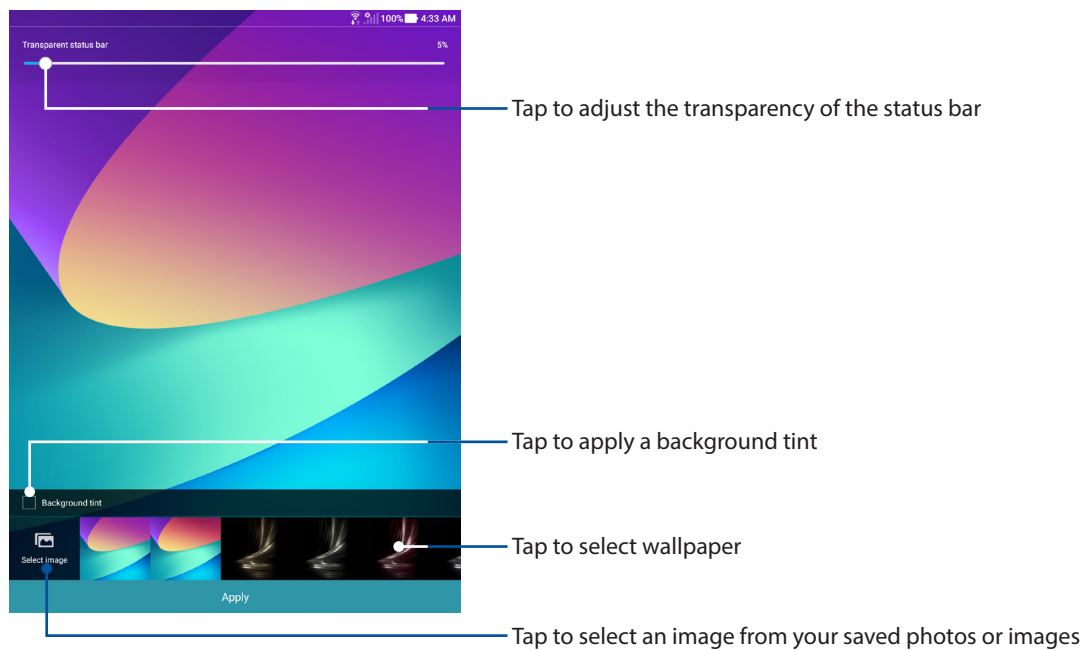 100% 4:33 AM
Transparent status bar 5%
Tap to adjust the transparency of the status bar
Tap to apply a background tint
Background tint
Tap to select wallpaper
Select image
Apply
Tap to select an image from your saved photos or images